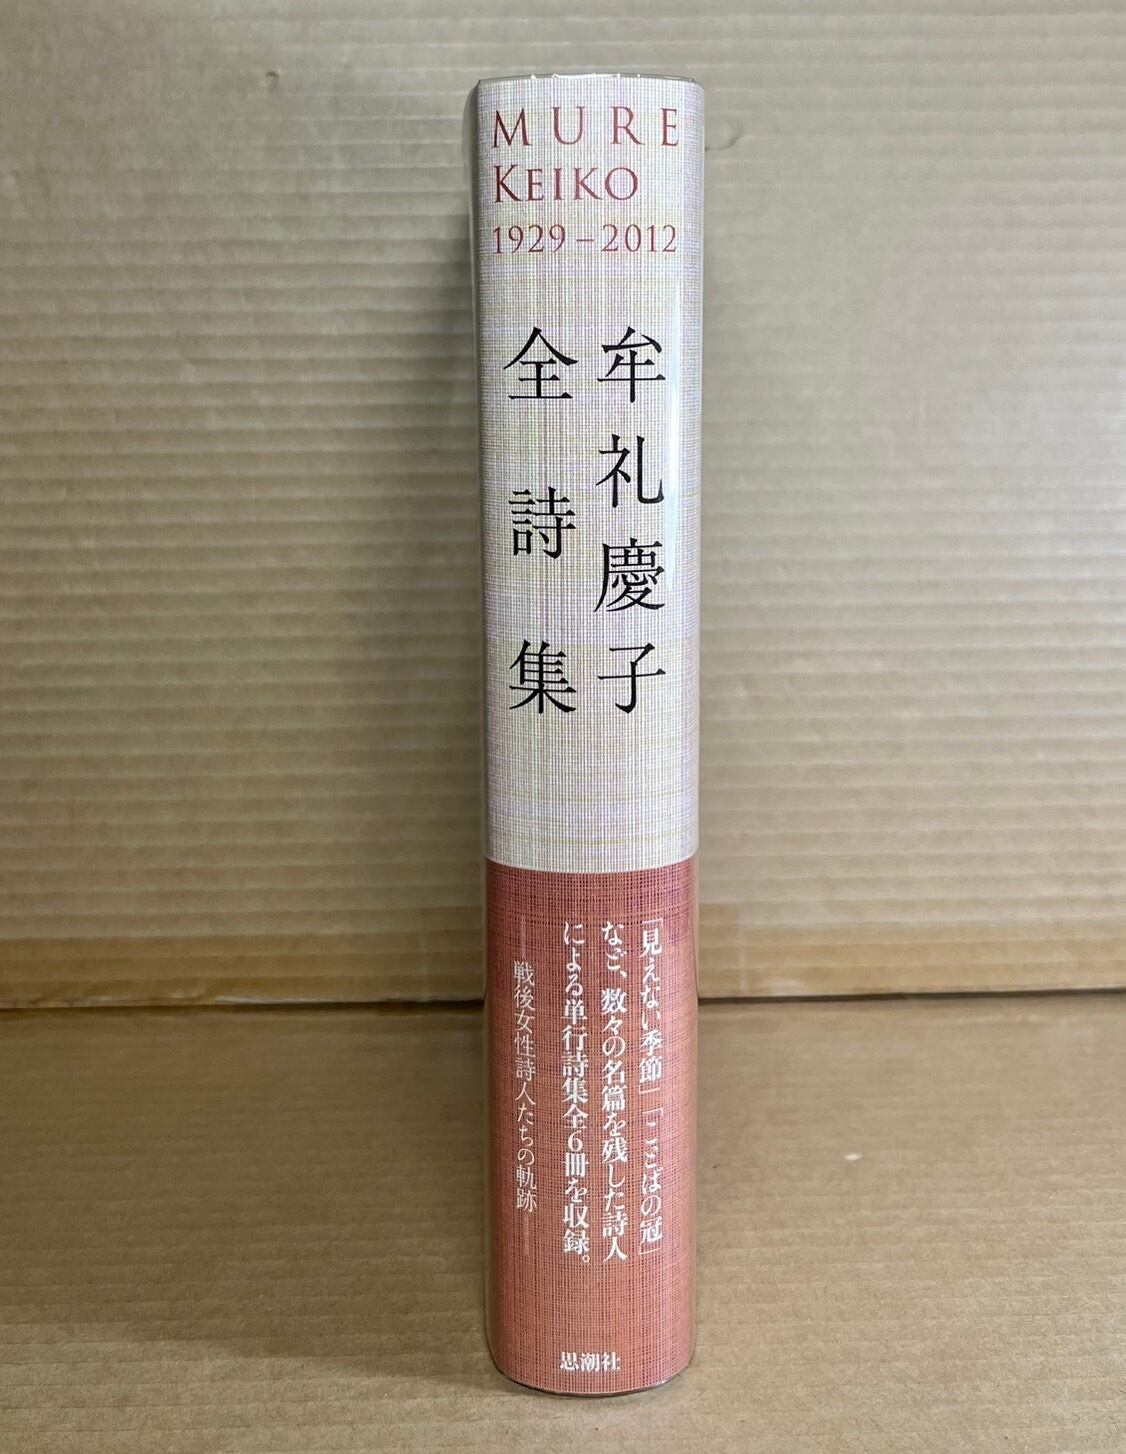 MURE
KEIKO
1929–2012
牟礼慶子
全詩集
「見えない季節」「ことばの冠」
など、数々の名篇を残した詩人
による単行詩集全6冊を収録。
――戦後女性詩人たちの軌跡――
思潮社